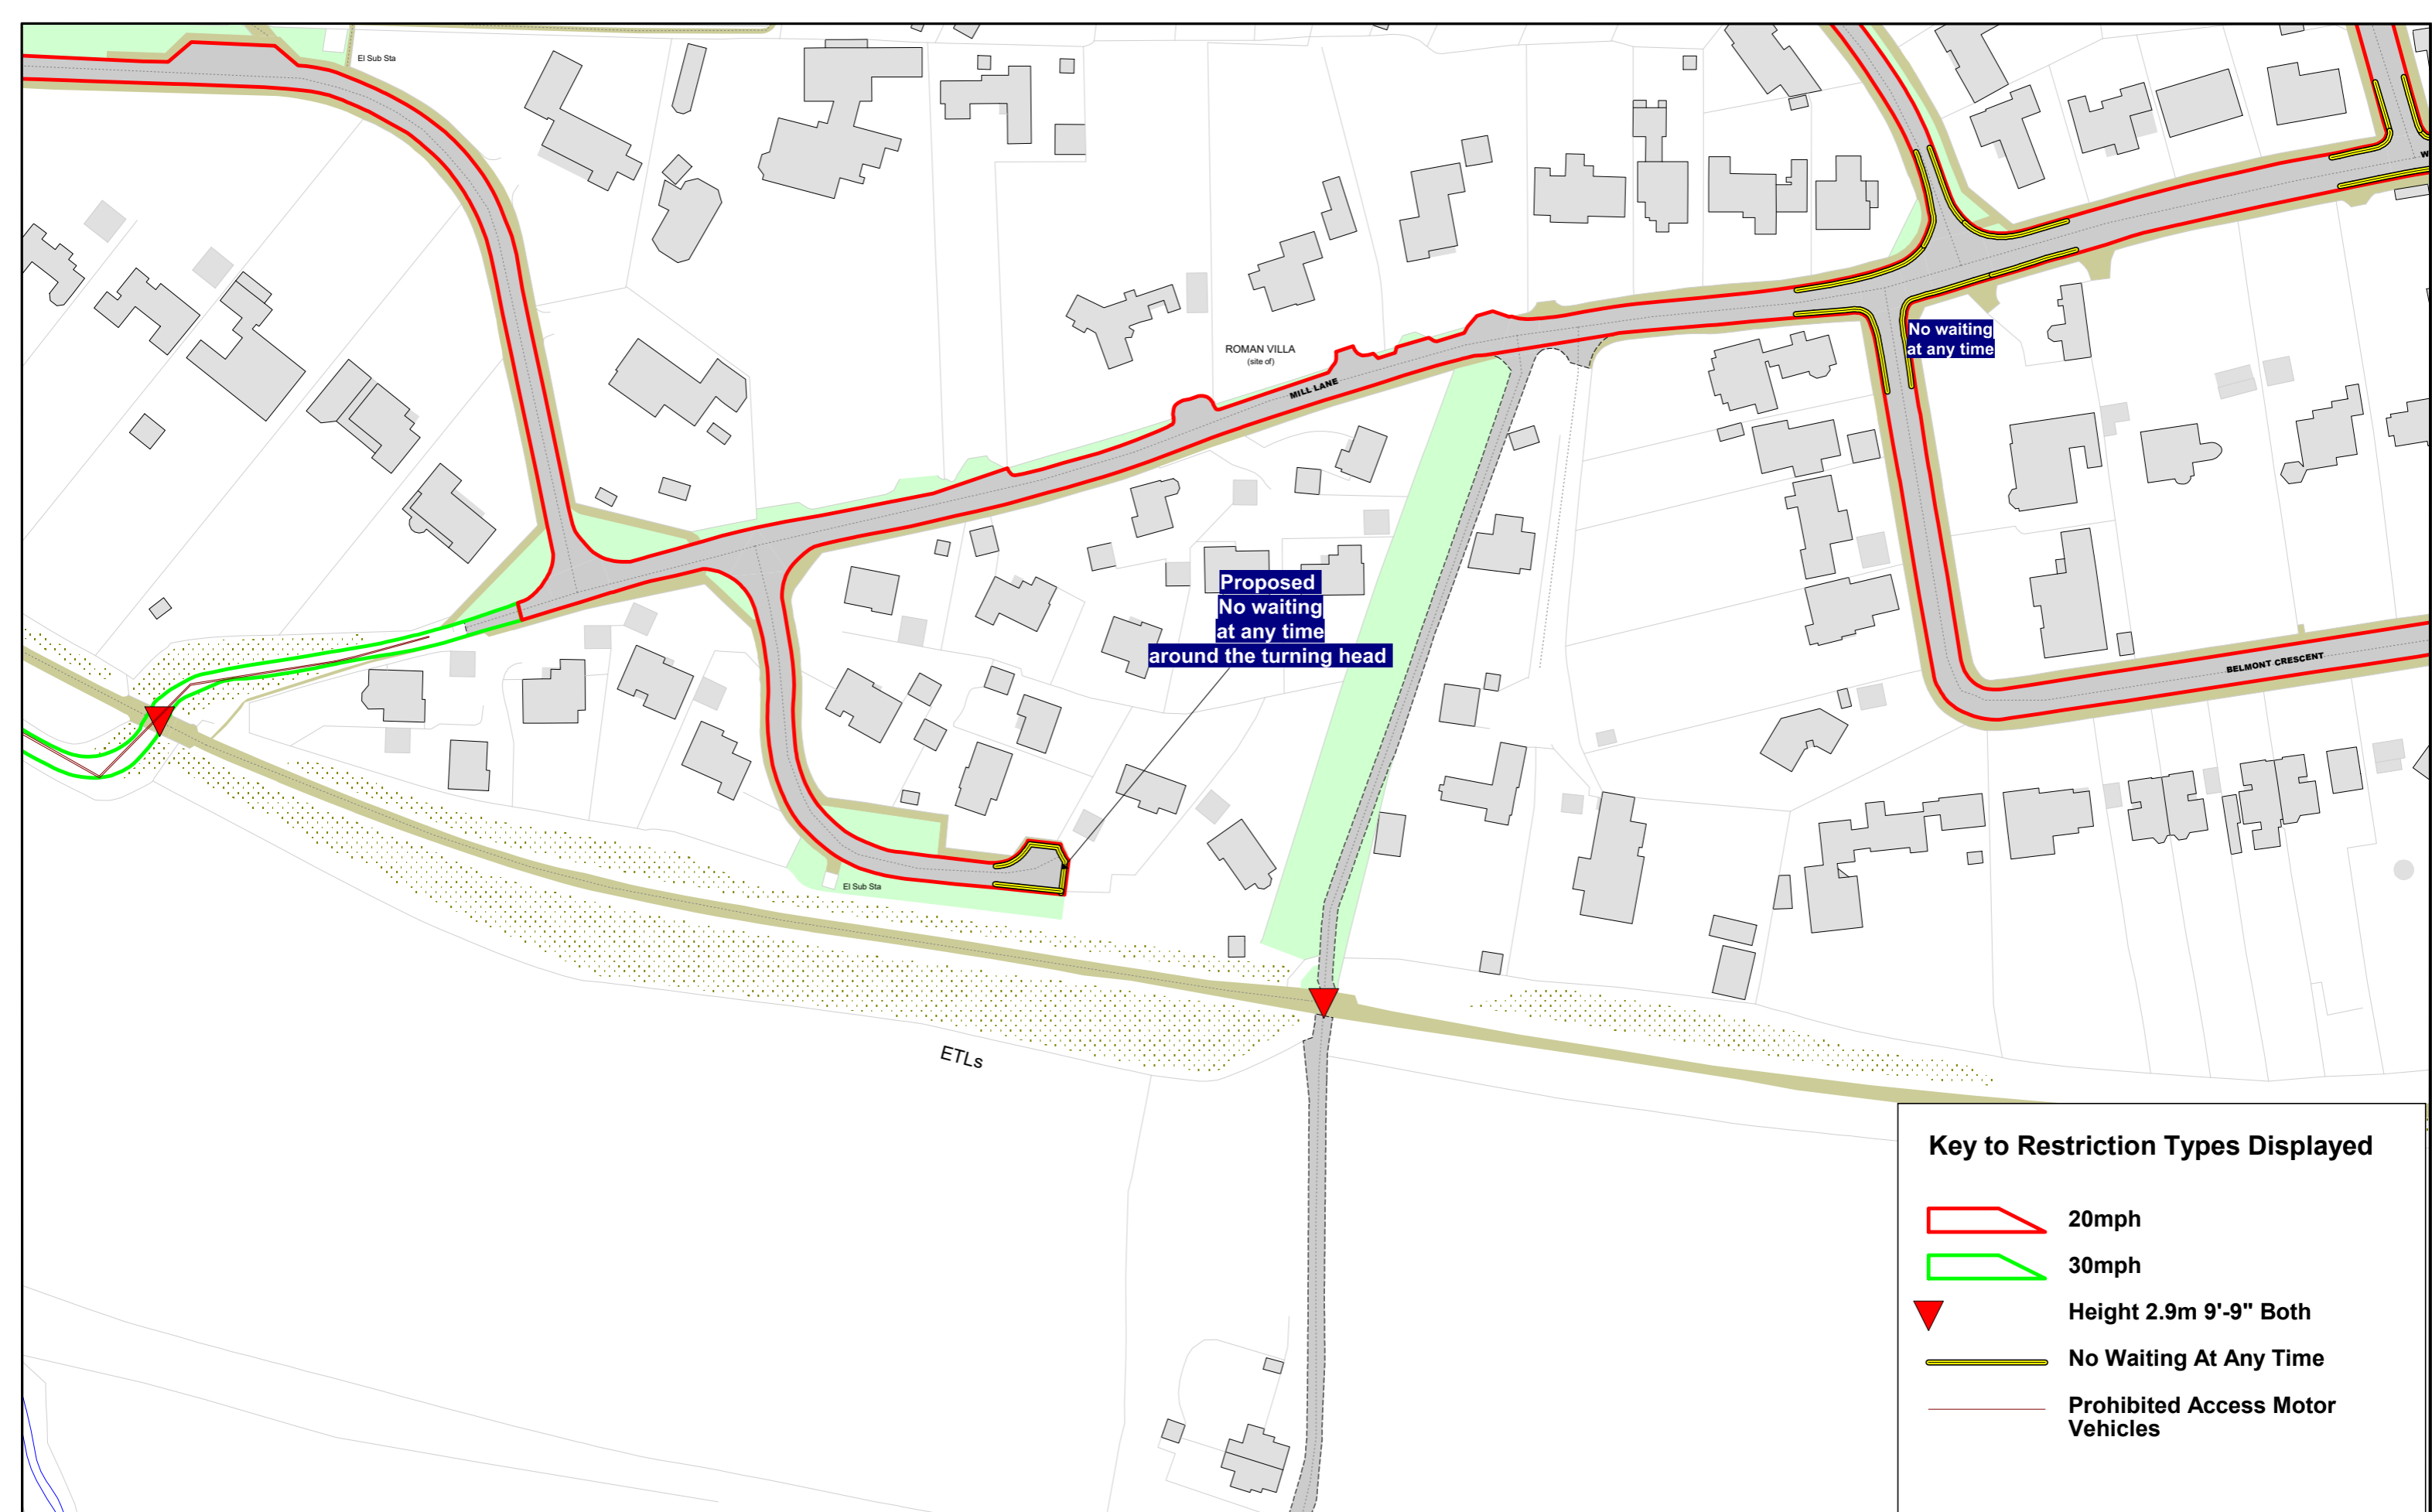 El Sub Sta
ROMAN VILLA
(site of)
MILL LANE
No waiting
at any time
Proposed
No waiting
at any time
around the turning head
BELMONT CRESCENT
El Sub Sta
ETLs
Key to Restriction Types Displayed
20mph
30mph
Height 2.9m 9'-9" Both
No Waiting At Any Time
Prohibited Access Motor
Vehicles